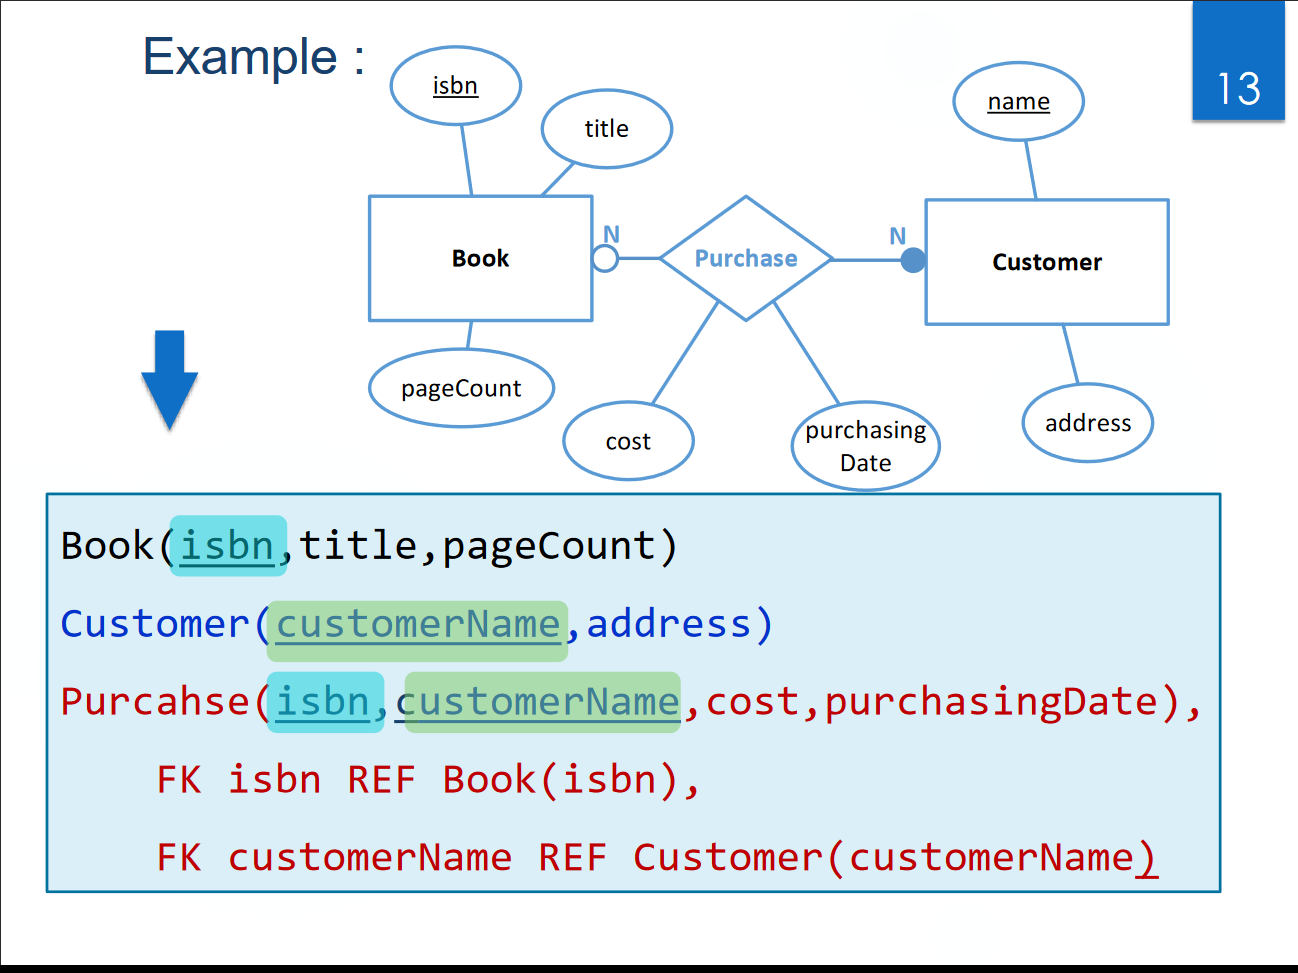 Example :
13
isbn
title
name
Book
N
Purchase
N
Customer
pageCount
cost
purchasing
Date
address
Book(isbn,title,pageCount)
Customer(customerName,address)
Purcahse(isbn,customerName,cost,purchasingDate),
FK isbn REF Book(isbn),
FK customerName REF Customer(customerName)